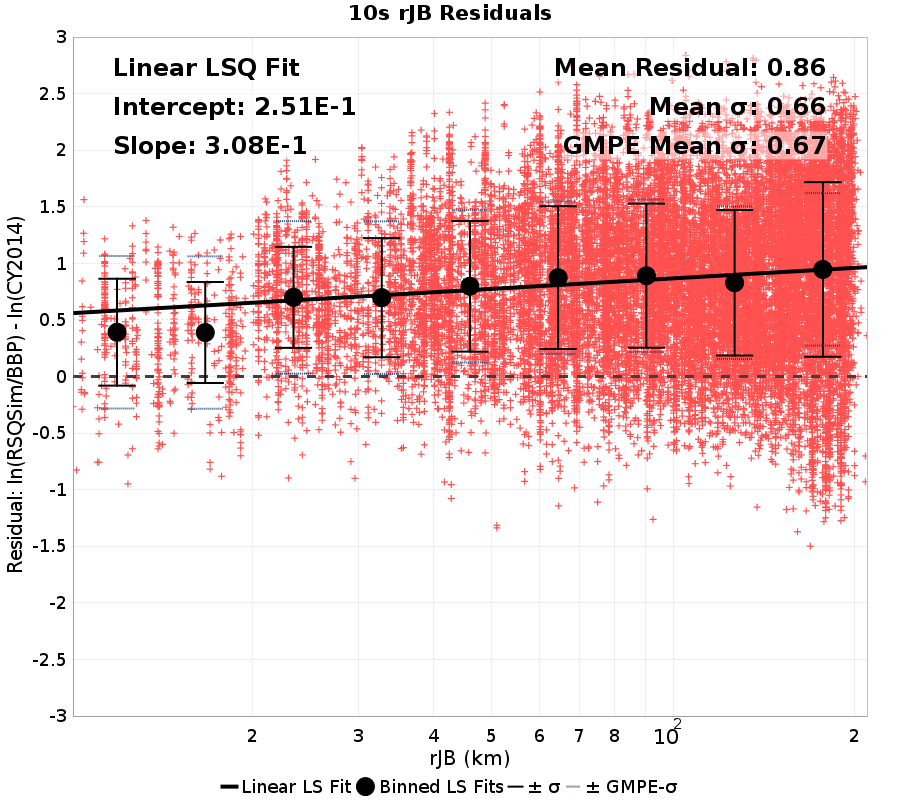 10s rJB Residuals
Linear LSQ Fit
Intercept: 2.51E-1
Slope: 3.08E-1
Mean Residual: 0.86
Mean σ: 0.66
GMPE Mean σ: 0.67
Residual: ln(RSQSim/BBP) - ln(CY2014)
3
2.5
2
1.5
1
0.5
0
-0.5
-1
-1.5
-2
-2.5
-3
2 3 4 5 6 7 8 10^2 2
rJB (km)
Linear LS Fit Binned LS Fits ± σ ± GMPE-σ